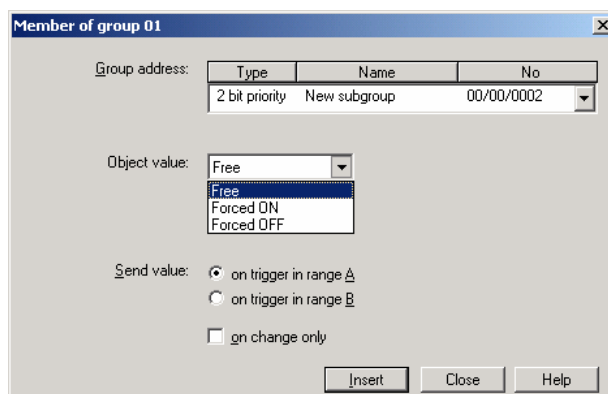 Member of group 01
Group address:
Type Name No
2 bit priority New subgroup 00/00/0002
Object value:
Free
Free
Forced ON
Forced OFF
Send value:
on trigger in range A
on trigger in range B
on change only
Insert Close Help